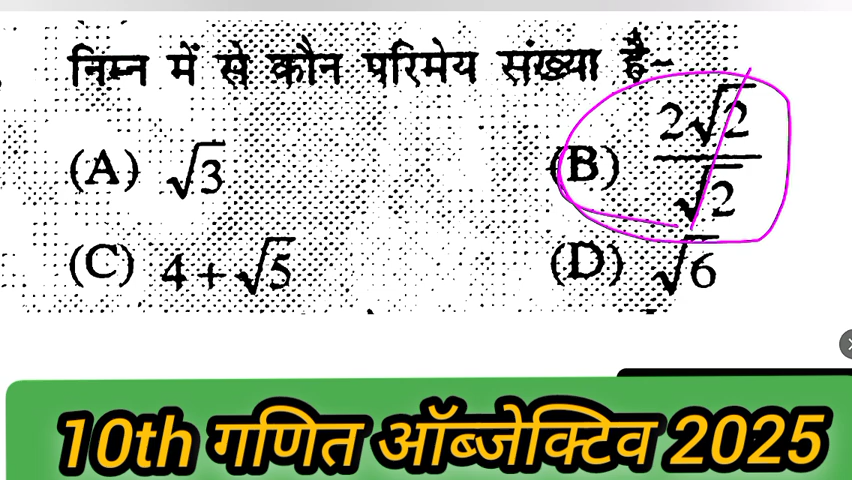 निम्न में से कौन परिमेय संख्या है–
(A) √3 (B) 2√2/√2
(C) 4 + √5 (D) √6
10th गणित ऑब्जेक्टिव 2025